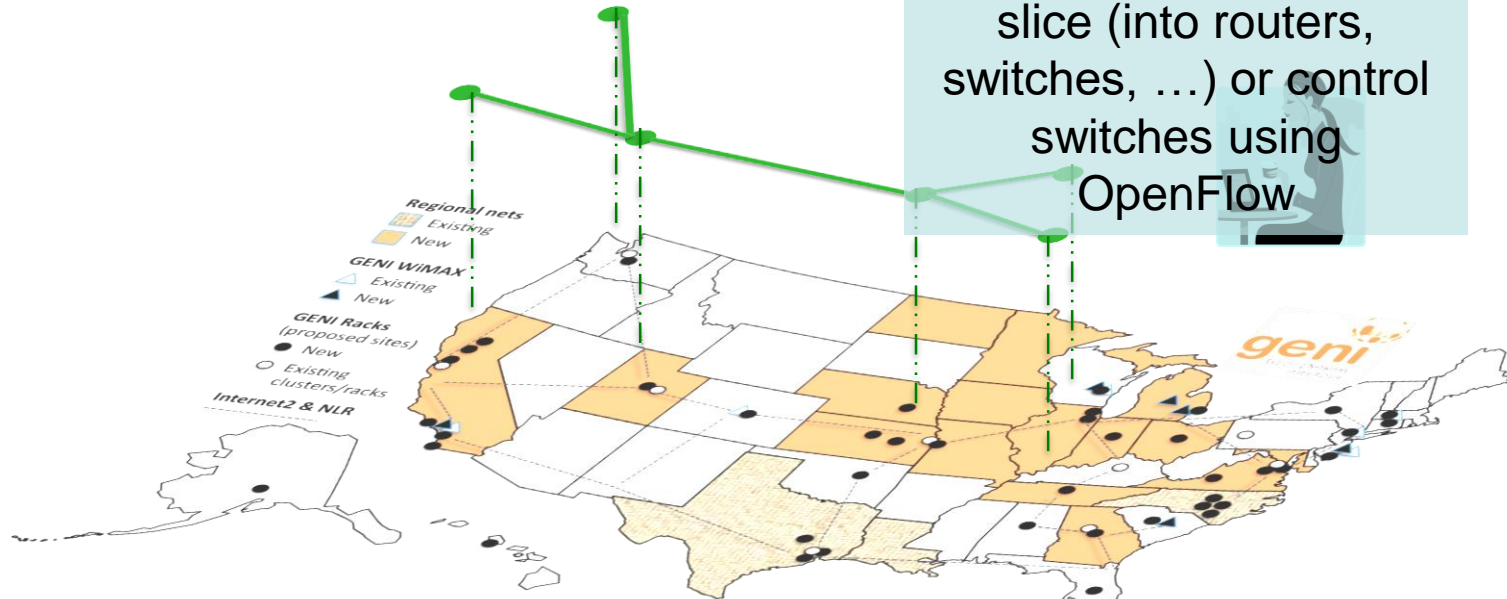 slice (into routers,
switches, …) or control
switches using
OpenFlow
Regional nets
Existing
New
GENI WiMAX
Existing
New
GENI Racks
(proposed sites)
New
Existing
clusters/racks
Internet2 & NLR
geni